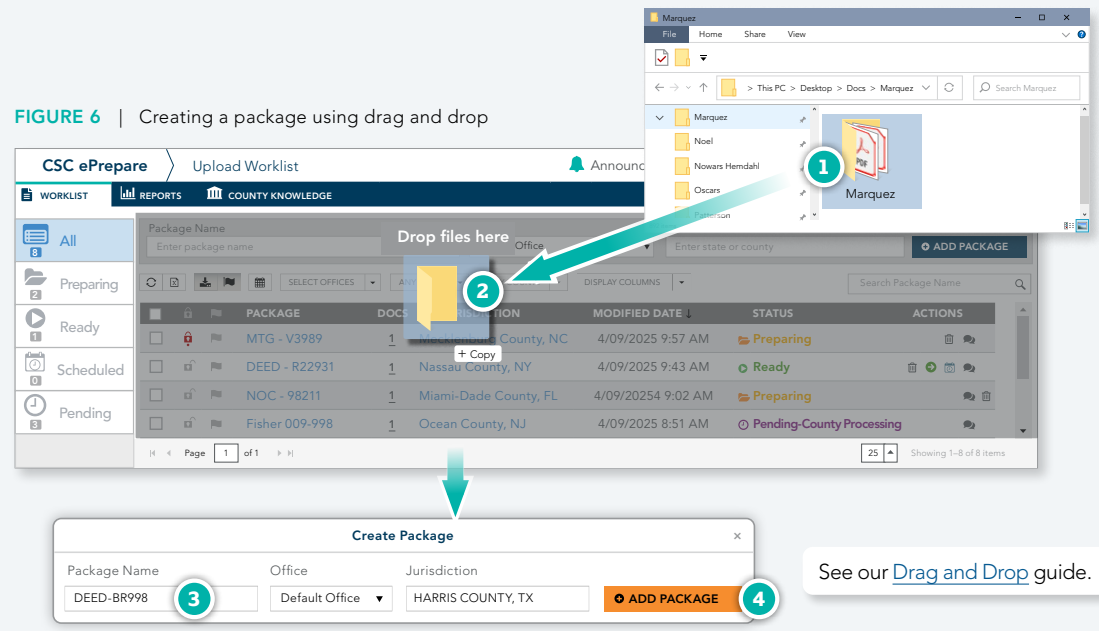 Marquez
File Home Share View
> This PC > Desktop > Docs > Marquez
Search Marquez
Marquez
Noel
Nowars Hemdahl
Oscars
Patterson
PDF
1
Marquez
FIGURE 6 | Creating a package using drag and drop
CSC ePrepare Upload Worklist
WORKLIST REPORTS COUNTY KNOWLEDGE
All
8
Preparing
2
Ready
1
Scheduled
0
Pending
3
Package Name
Enter package name
Drop files here
Office
Enter state or county
ADD PACKAGE
SELECT OFFICES
DISPLAY COLUMNS
Search Package Name
2
+ Copy
PACKAGE DOCS MODIFIED DATE ↓ STATUS ACTIONS
MTG - V3989 1 Mecklenburg County, NC 4/09/2025 9:57 AM Preparing
DEED - R22931 1 Nassau County, NY 4/09/2025 9:43 AM Ready
NOC - 98211 1 Miami-Dade County, FL 4/09/20254 9:02 AM Preparing
Fisher 009-998 1 Ocean County, NJ 4/09/2025 8:51 AM Pending-County Processing
Page 1 of 1
25 Showing 1–8 of 8 items
Create Package ×
Package Name Office Jurisdiction
DEED-BR998 3 Default Office HARRIS COUNTY, TX ADD PACKAGE 4
See our Drag and Drop guide.